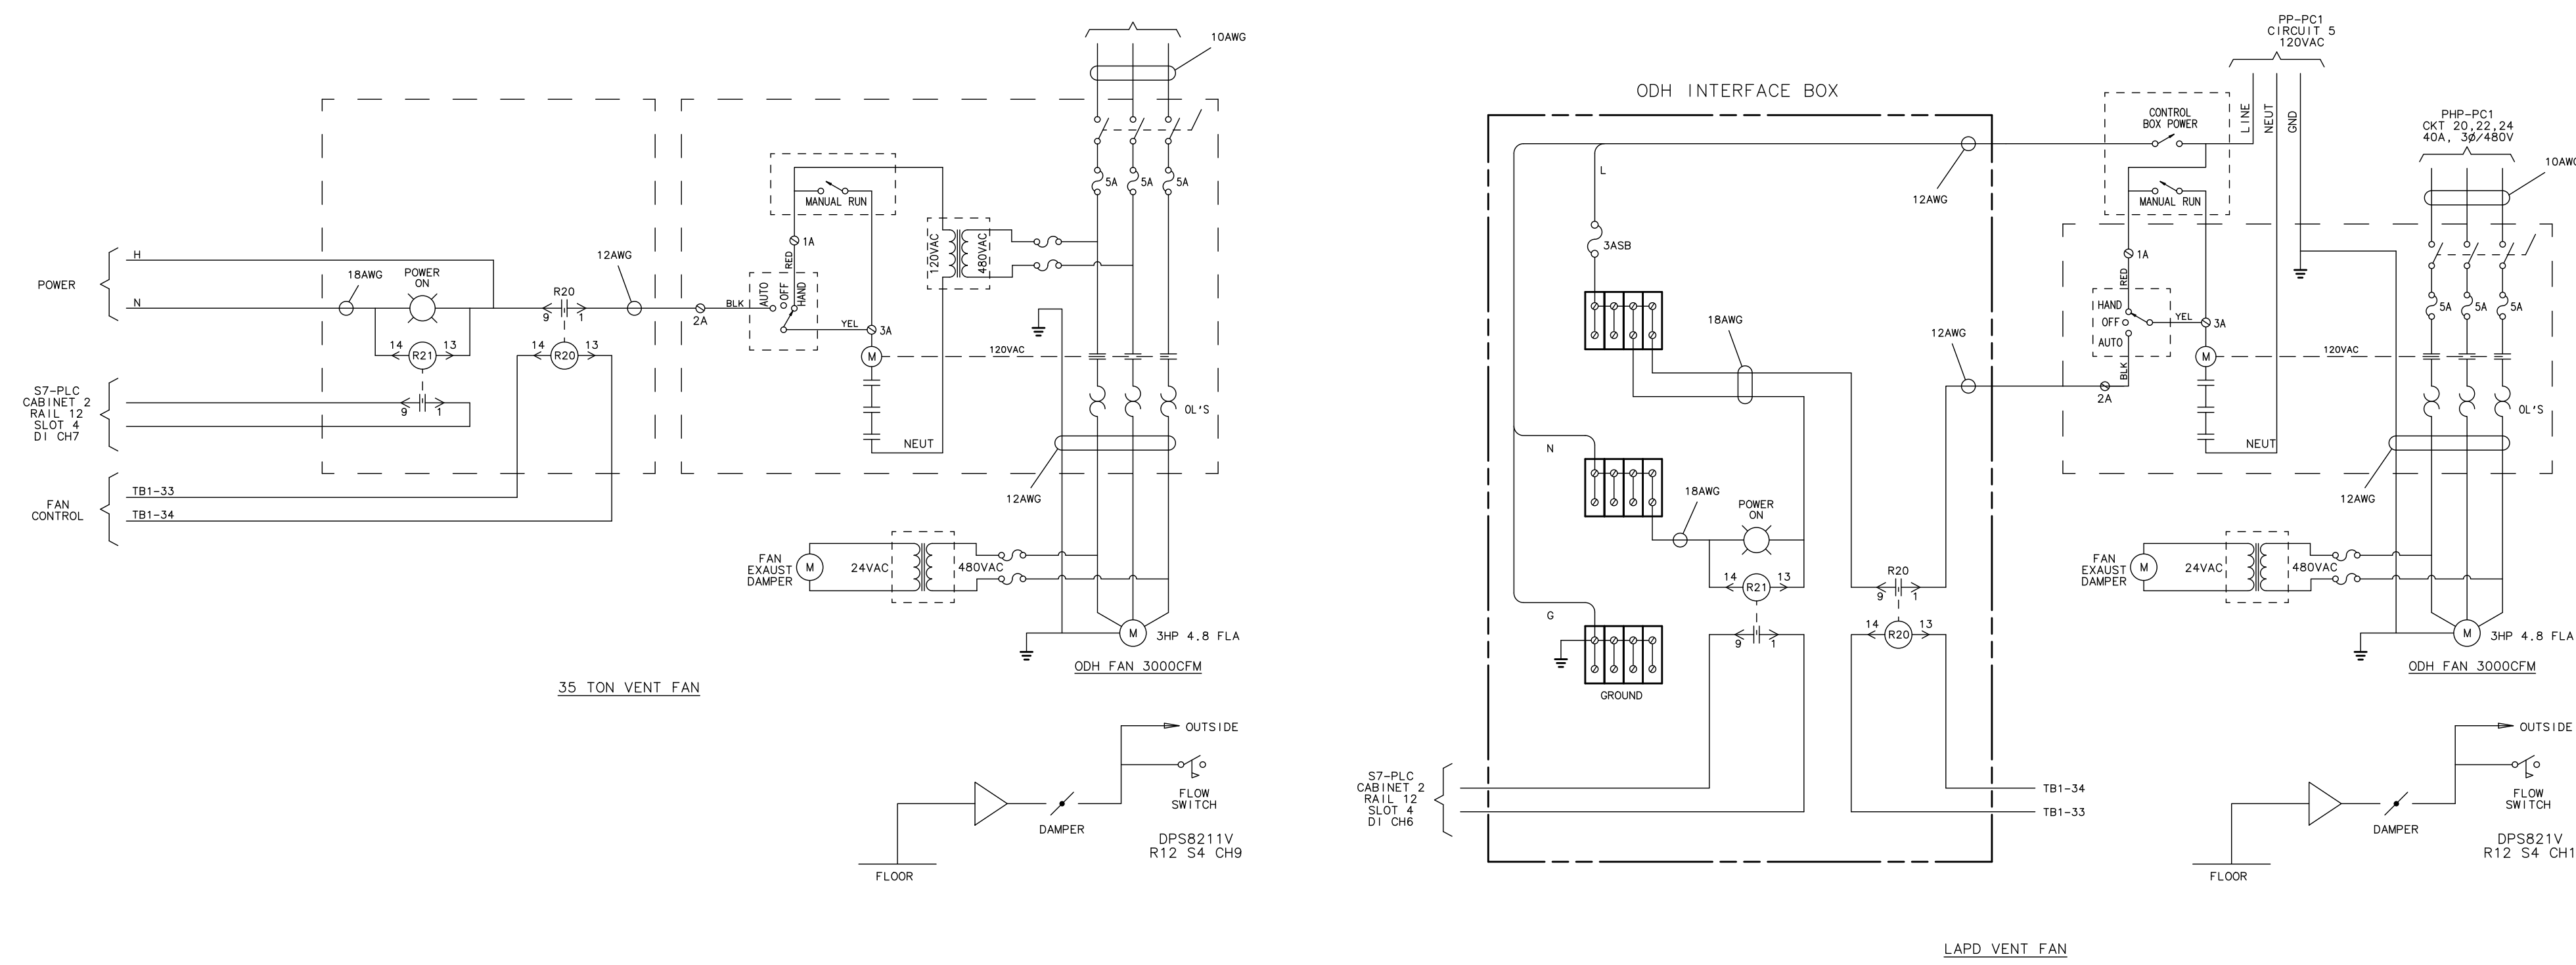 10AWG
POWER
H
N
18AWG
POWER
ON
R20
9
1
12AWG
14
13
R21
14
13
R20
9
1
S7-PLC
CABINET 2
RAIL 12
SLOT 4
DI CH7
FAN
CONTROL
TB1-33
TB1-34
MANUAL RUN
1A
RED
AUTO
OFF
HAND
BLK
2A
YEL
3A
M
120VAC
NEUT
120VAC
480VAC
5A
5A
5A
OL'S
12AWG
FAN
EXAUST
DAMPER
M
24VAC
480VAC
M
3HP 4.8 FLA
ODH FAN 3000CFM
35 TON VENT FAN
OUTSIDE
FLOW
SWITCH
DAMPER
FLOOR
DPS8211V
R12 S4 CH9
ODH INTERFACE BOX
L
3ASB
12AWG
18AWG
12AWG
N
18AWG
POWER
ON
14
13
R21
9
1
R20
9
1
14
13
R20
G
GROUND
S7-PLC
CABINET 2
RAIL 12
SLOT 4
DI CH6
TB1-34
TB1-33
PP-PC1
CIRCUIT 5
120VAC
LINE
NEUT
GND
CONTROL
BOX POWER
MANUAL RUN
1A
RED
HAND
OFF
AUTO
YEL
3A
BLK
2A
M
120VAC
NEUT
PHP-PC1
CKT 20,22,24
40A, 3Ø/480V
10AWG
5A
5A
5A
OL'S
12AWG
FAN
EXAUST
DAMPER
M
24VAC
480VAC
M
3HP 4.8 FLA
ODH FAN 3000CFM
OUTSIDE
FLOW
SWITCH
DAMPER
FLOOR
DPS821V
R12 S4 CH1
LAPD VENT FAN